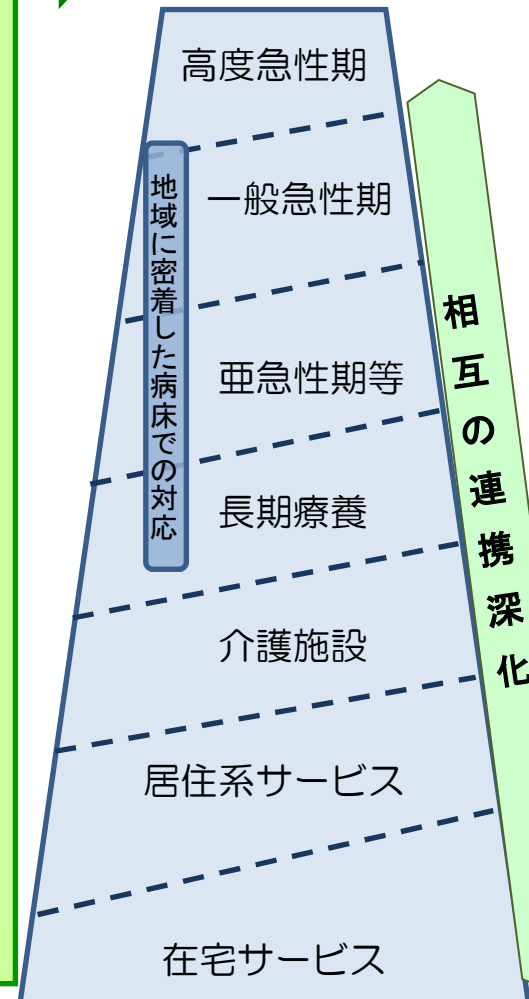 高度急性期
一般急性期
地域に密着した病床での対応
亜急性期等
長期療養
介護施設
居住系サービス
在宅サービス
相互の連携深化